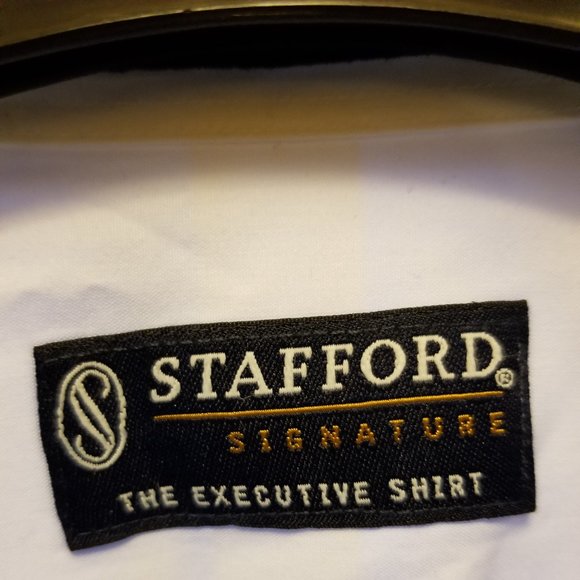 S STAFFORD®
SIGNATURE
THE EXECUTIVE SHIRT